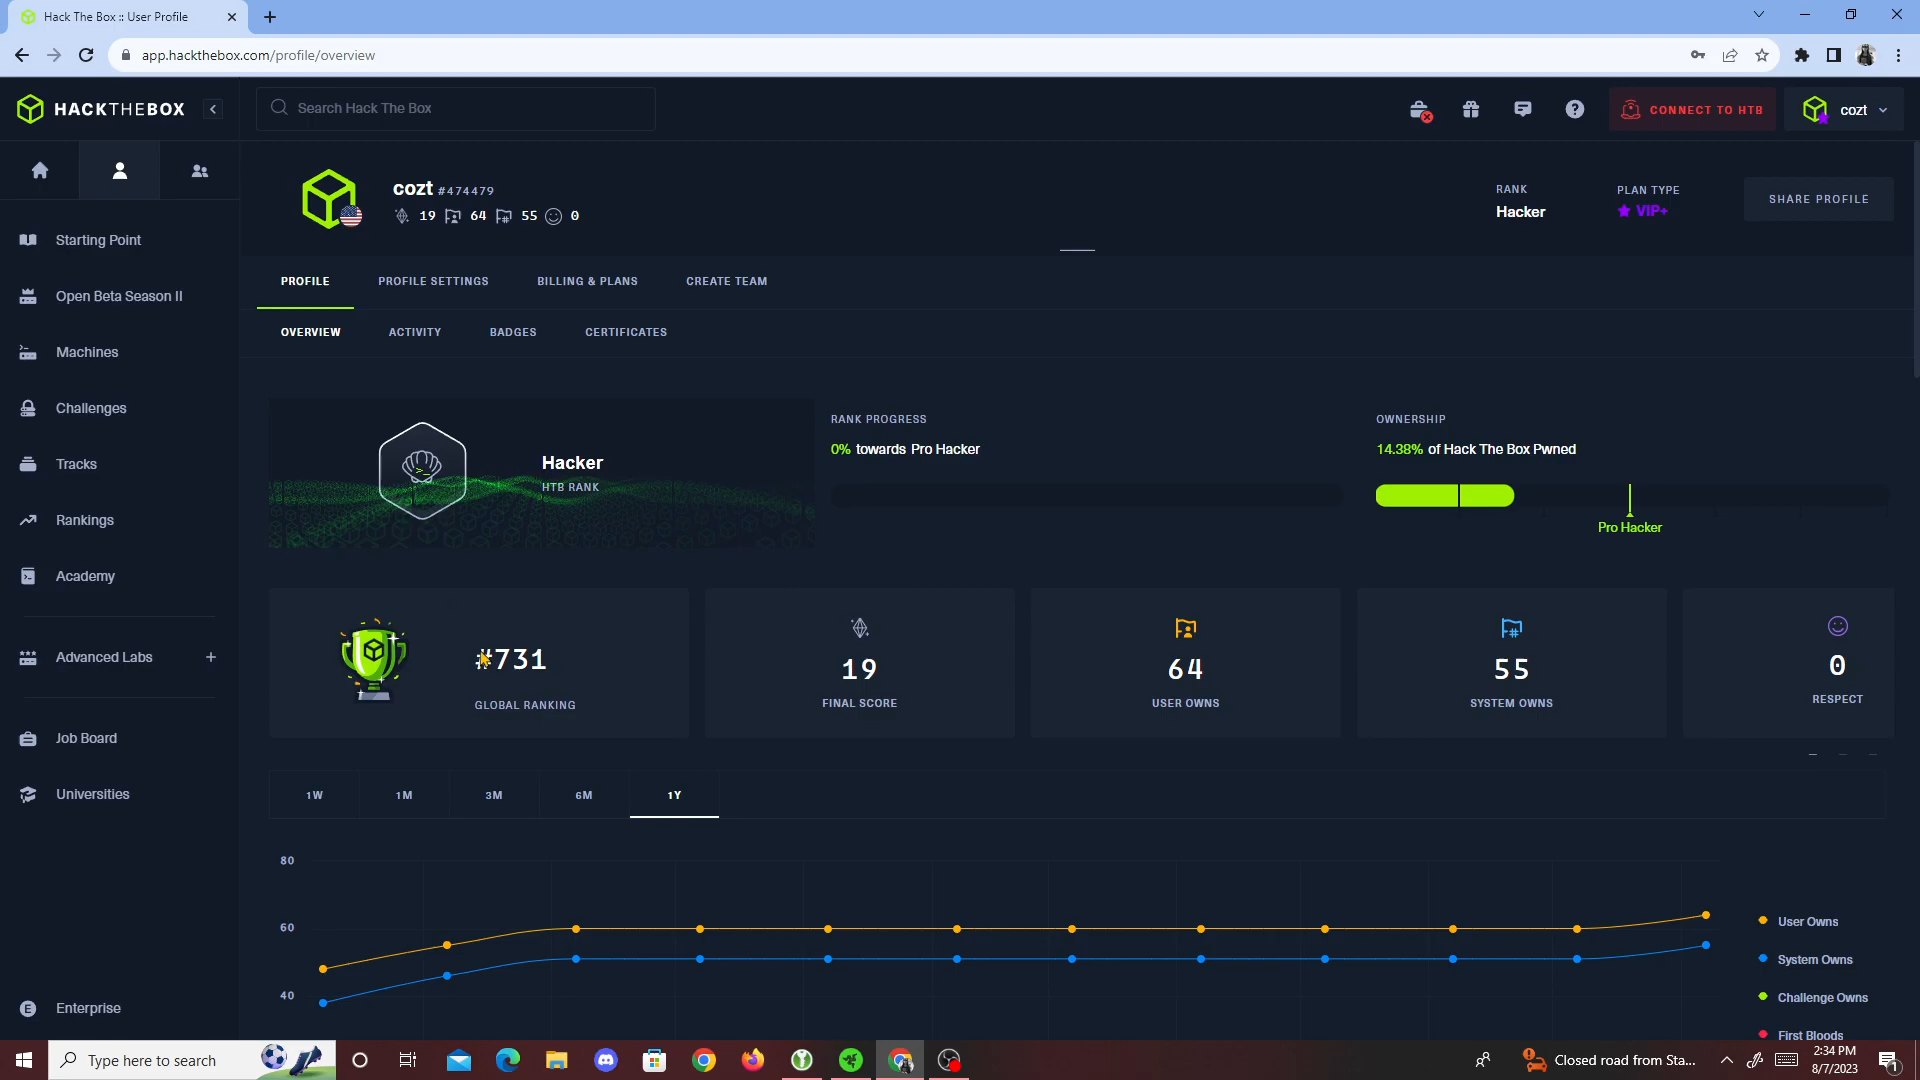 Hack The Box :: User Profile
app.hackthebox.com/profile/overview
HACKTHEBOX
Search Hack The Box
CONNECT TO HTB
cozt
cozt #474479
19 64 55 0
RANK
Hacker
PLAN TYPE
VIP+
SHARE PROFILE
Starting Point
Open Beta Season II
Machines
Challenges
Tracks
Rankings
Academy
Advanced Labs +
Job Board
Universities
Enterprise
PROFILE
PROFILE SETTINGS
BILLING & PLANS
CREATE TEAM
OVERVIEW
ACTIVITY
BADGES
CERTIFICATES
Hacker
HTB RANK
RANK PROGRESS
0% towards Pro Hacker
OWNERSHIP
14.38% of Hack The Box Pwned
Pro Hacker
#731
GLOBAL RANKING
19
FINAL SCORE
64
USER OWNS
55
SYSTEM OWNS
0
RESPECT
1W
1M
3M
6M
1Y
80
60
40
User Owns
System Owns
Challenge Owns
First Bloods
Type here to search
Closed road from Sta...
2:34 PM
8/7/2023
1